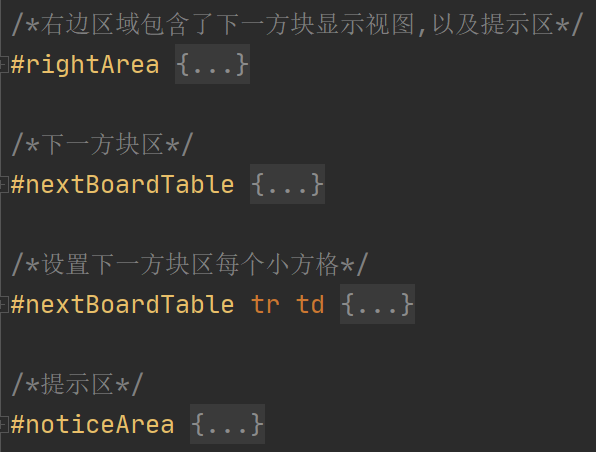 /*右边区域包含了下一方块显示视图,以及提示区*/
#rightArea {...}
/*下一方块区*/
#nextBoardTable {...}
/*设置下一方块区每个小方格*/
#nextBoardTable tr td {...}
/*提示区*/
#noticeArea {...}